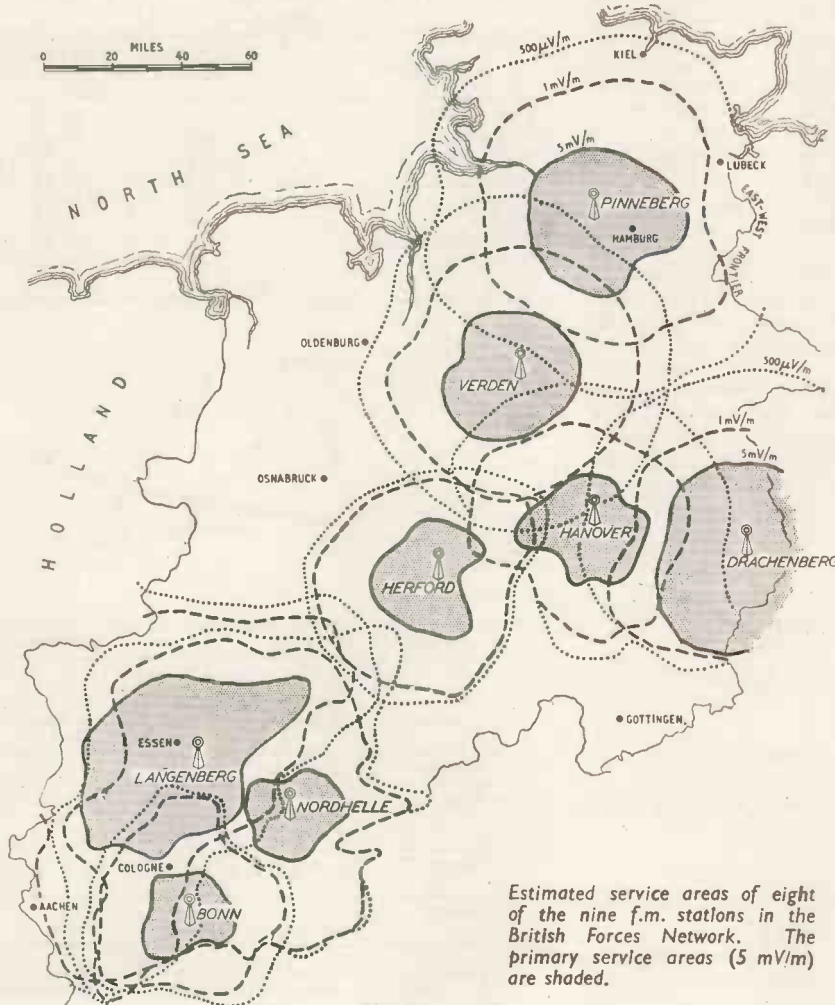 MILES
0 20 40 60
500μV/m
KIEL
1mV/m
5mV/m
LÜBECK
NORTH SEA
PINNEBERG
HAMBURG
EAST-WEST FRONTIER
OLDENBURG
VERDEN
500μV/m
HOLLAND
1mV/m
5mV/m
OSNABRUCK
HANOVER
HERFORD
DRACHENBERG
GOTTINGEN
ESSEN
LANGENBERG
NORDHELLE
COLOGNE
AACHEN
BONN
Estimated service areas of eight
of the nine f.m. stations in the
British Forces Network. The
primary service areas (5 mV/m)
are shaded.